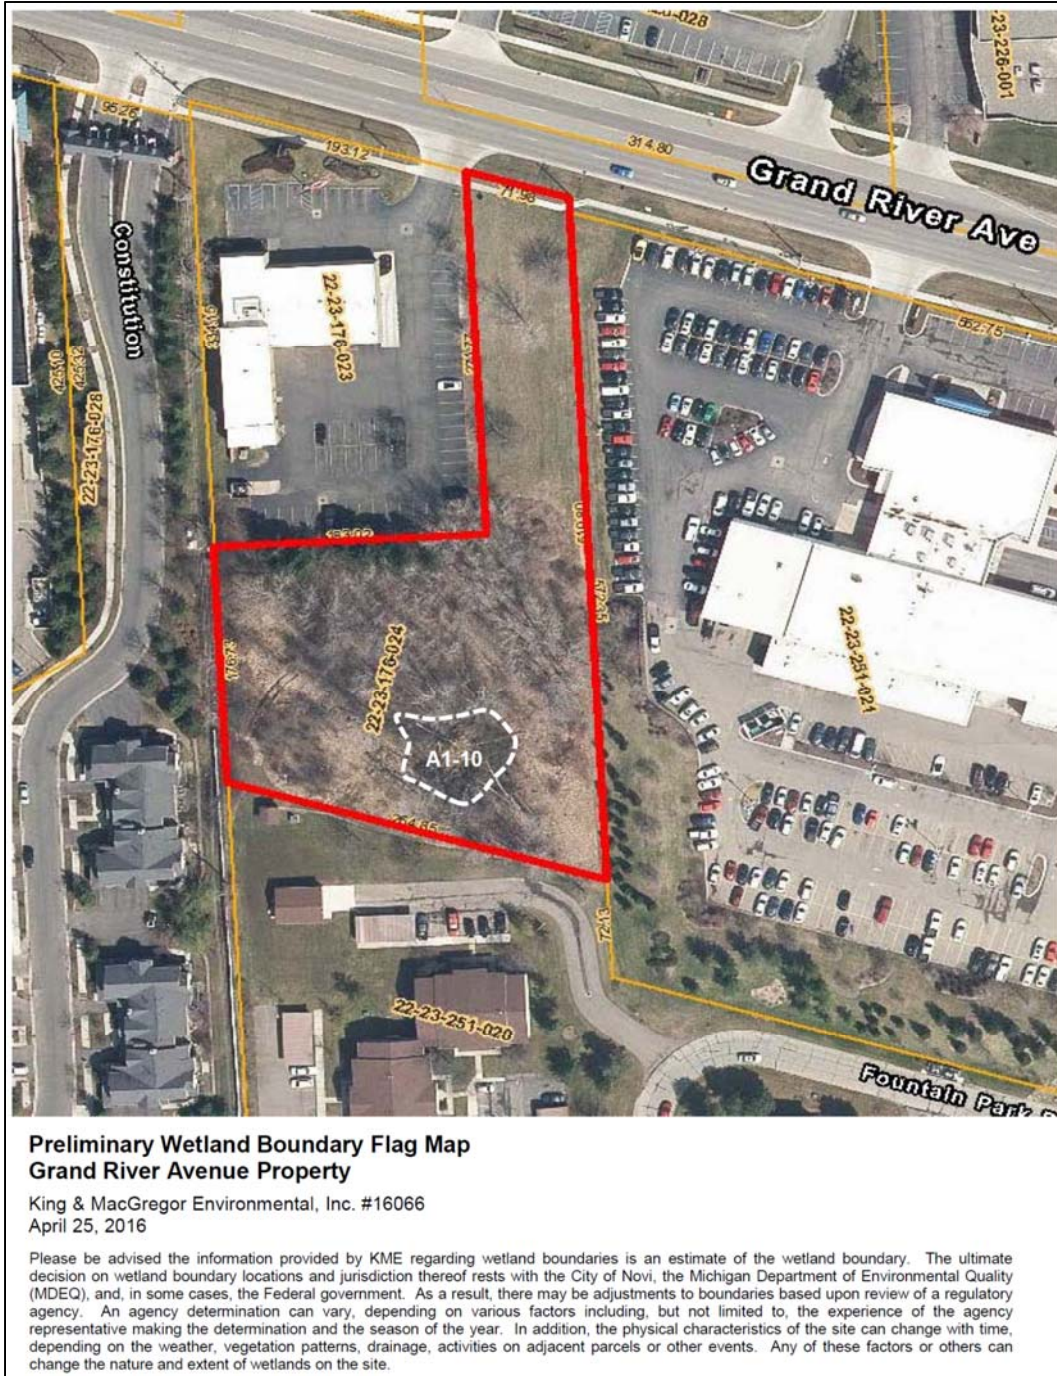 22-23-226-001
95.26
193.12
314.80
Grand River Ave
71.98
Constitution
22-23-176-023
562.75
425.32
22-23-176-028
183.02
572.15
176.73
22-23-176-024
22-23-251-021
A1-10
264.85
72.13
22-23-251-020
Fountain Park
Preliminary Wetland Boundary Flag Map
Grand River Avenue Property
King & MacGregor Environmental, Inc. #16066
April 25, 2016
Please be advised the information provided by KME regarding wetland boundaries is an estimate of the wetland boundary. The ultimate
decision on wetland boundary locations and jurisdiction thereof rests with the City of Novi, the Michigan Department of Environmental Quality
(MDEQ), and, in some cases, the Federal government. As a result, there may be adjustments to boundaries based upon review of a regulatory
agency. An agency determination can vary, depending on various factors including, but not limited to, the experience of the agency
representative making the determination and the season of the year. In addition, the physical characteristics of the site can change with time,
depending on the weather, vegetation patterns, drainage, activities on adjacent parcels or other events. Any of these factors or others can
change the nature and extent of wetlands on the site.